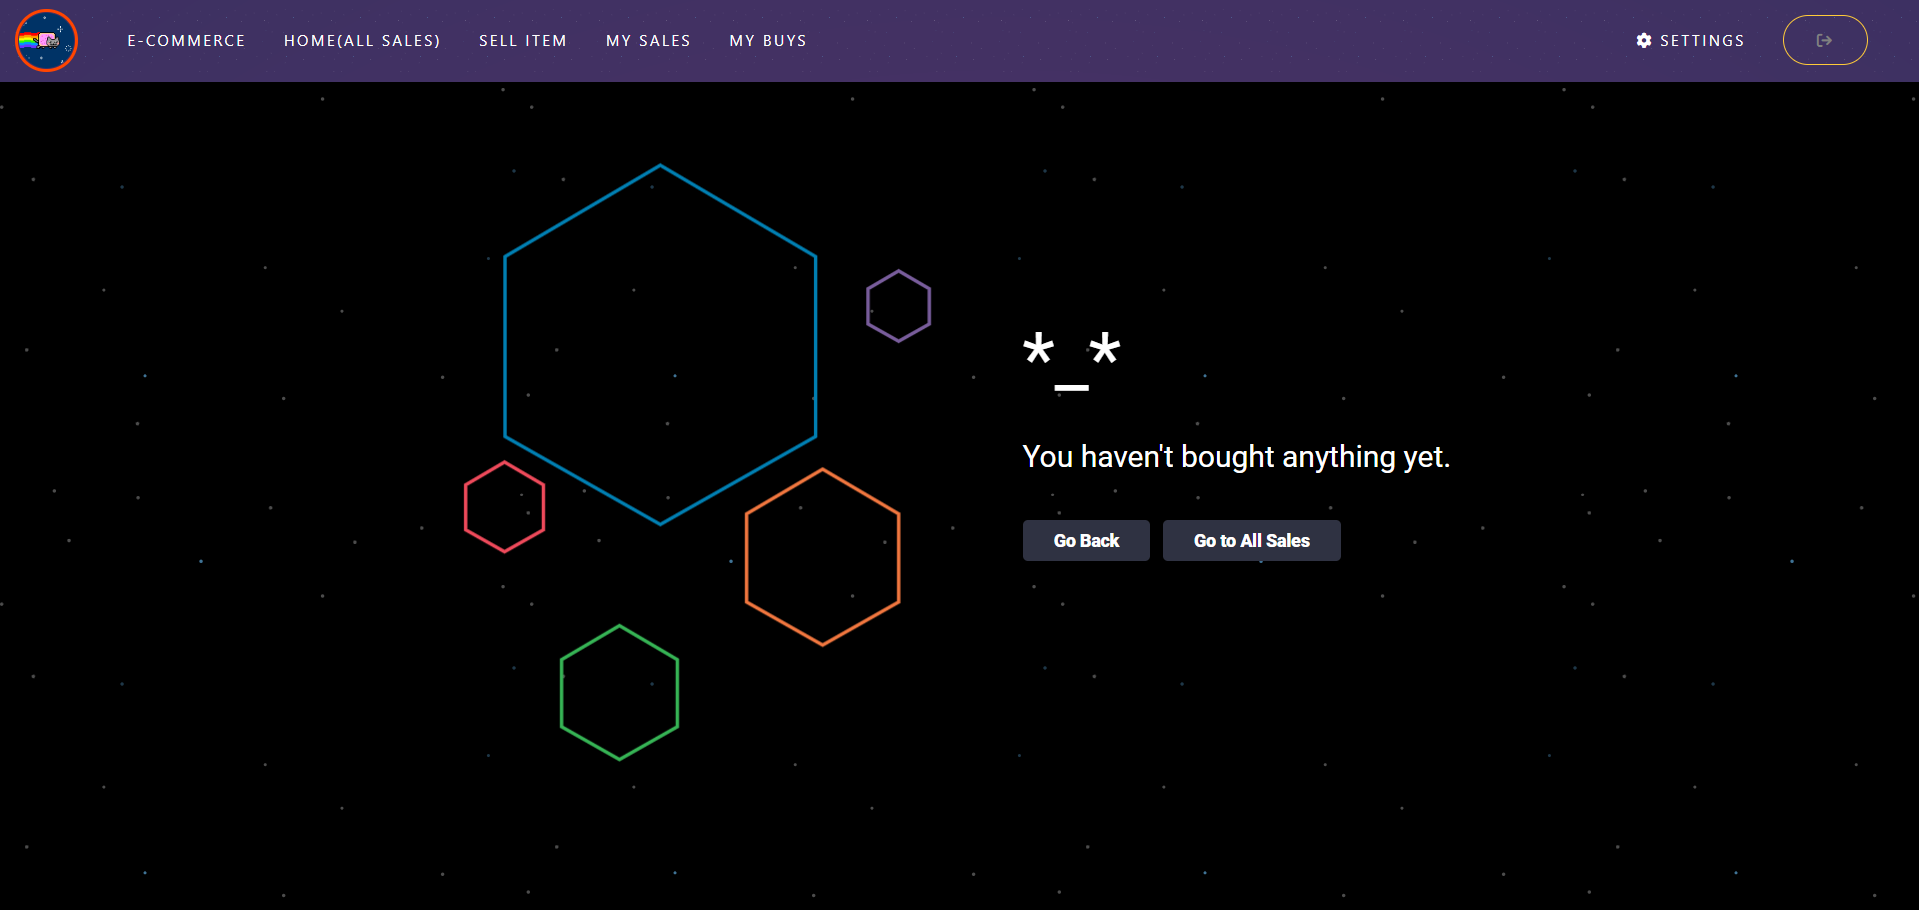 E-COMMERCE HOME(ALL SALES) SELL ITEM MY SALES MY BUYS SETTINGS
*_*
You haven't bought anything yet.
Go Back Go to All Sales